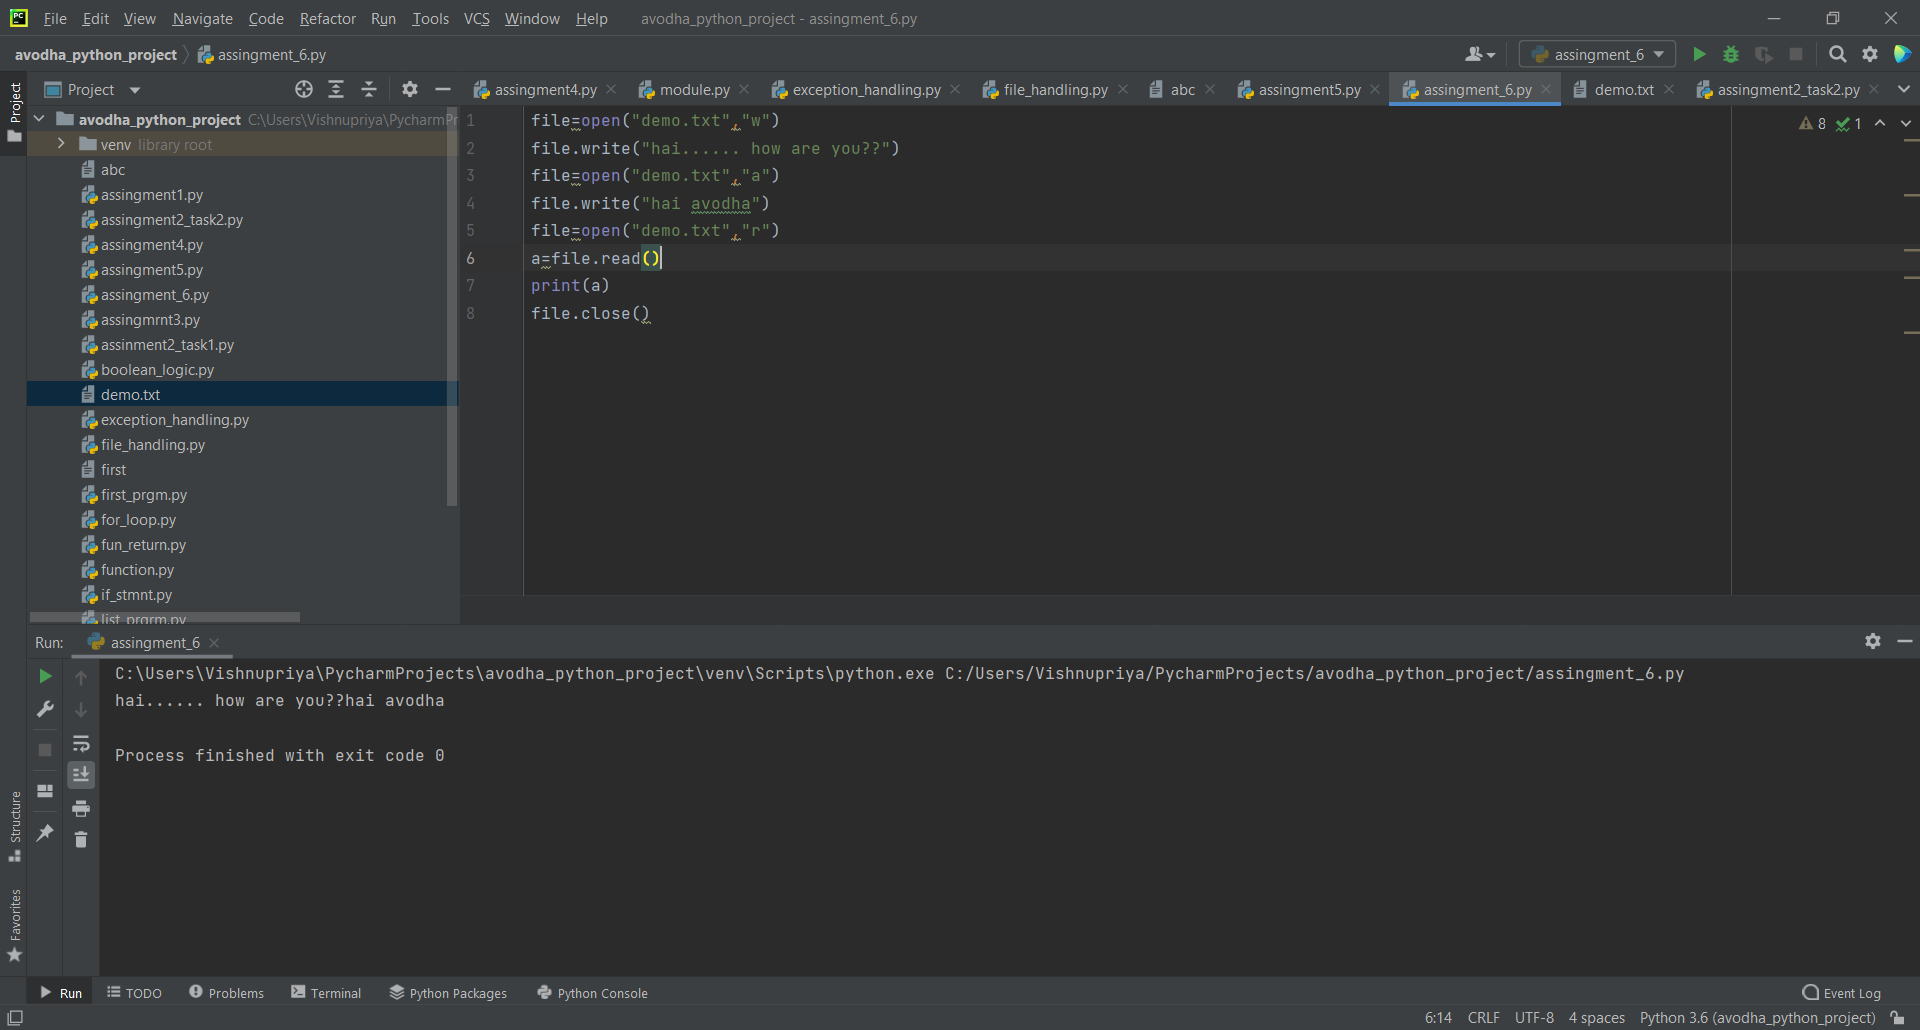 File Edit View Navigate Code Refactor Run Tools VCS Window Help avodha_python_project - assingment_6.py
avodha_python_project assingment_6.py assingment_6
Project
Project
assingment4.py module.py exception_handling.py file_handling.py abc assingment5.py assingment_6.py demo.txt assingment2_task2.py
avodha_python_project C:\Users\Vishnupriya\PycharmPr
venv library root
abc
assingment1.py
assingment2_task2.py
assingment4.py
assingment5.py
assingment_6.py
assingmrnt3.py
assinment2_task1.py
boolean_logic.py
demo.txt
exception_handling.py
file_handling.py
first
first_prgm.py
for_loop.py
fun_return.py
function.py
if_stmnt.py
list_prgrm.py
1 file=open("demo.txt","w")
2 file.write("hai...... how are you??")
3 file=open("demo.txt","a")
4 file.write("hai avodha")
5 file=open("demo.txt","r")
6 a=file.read()
7 print(a)
8 file.close()
8 1
Run: assingment_6
C:\Users\Vishnupriya\PycharmProjects\avodha_python_project\venv\Scripts\python.exe C:/Users/Vishnupriya/PycharmProjects/avodha_python_project/assingment_6.py
hai...... how are you??hai avodha
Process finished with exit code 0
Structure
Favorites
Run TODO Problems Terminal Python Packages Python Console Event Log
6:14 CRLF UTF-8 4 spaces Python 3.6 (avodha_python_project)